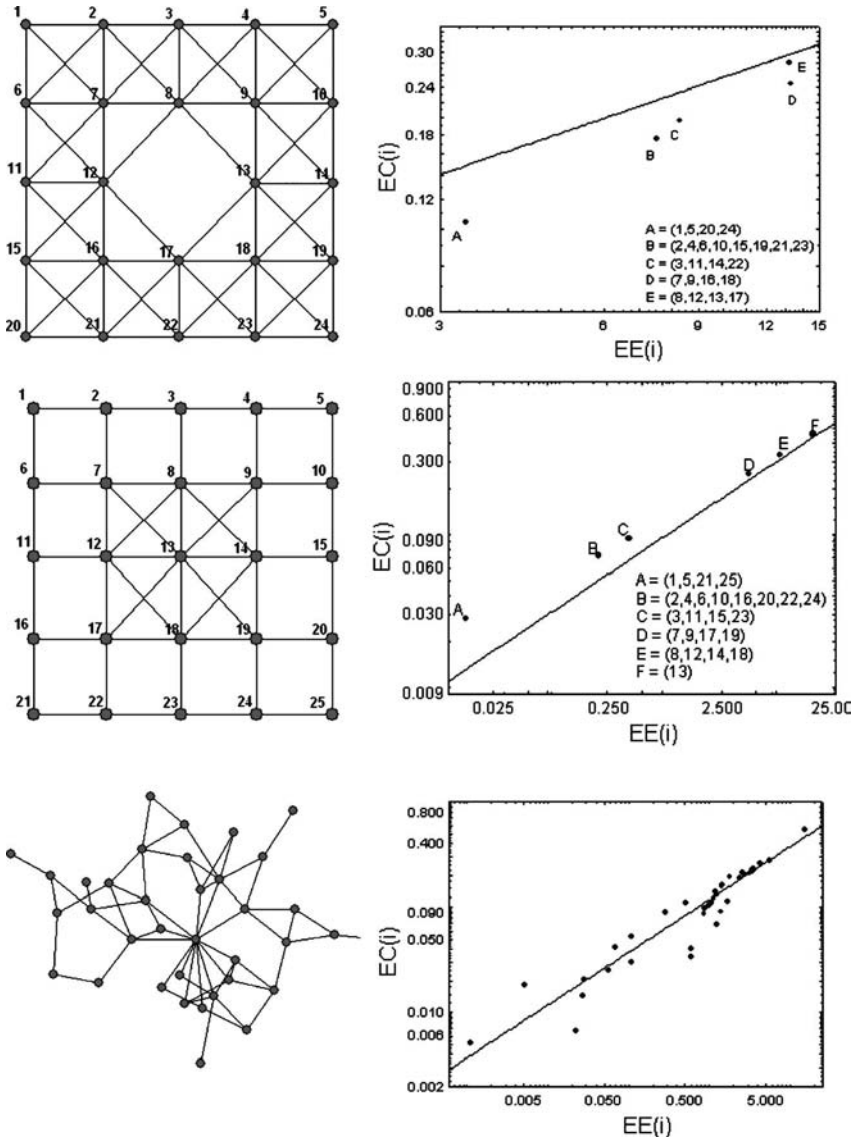 1 2 3 4 5
6 7 8 9 10
11 12 13 14
15 16 17 18 19
20 21 22 23 24
0.30
0.24
0.18
0.12
0.06
EC(i)
E
D
C
B
A
A = (1,5,20,24)
B = (2,4,6,10,15,19,21,23)
C = (3,11,14,22)
D = (7,9,16,18)
E = (8,12,13,17)
3 6 9 12 15
EE(i)
1 2 3 4 5
6 7 8 9 10
11 12 13 14 15
16 17 18 19 20
21 22 23 24 25
0.900
0.600
0.300
0.090
0.060
0.030
0.009
EC(i)
F
E
D
C
B
A
A = (1,5,21,25)
B = (2,4,6,10,16,20,22,24)
C = (3,11,15,23)
D = (7,9,17,19)
E = (8,12,14,18)
F = (13)
0.025 0.250 2.500 25.00
EE(i)
0.800
0.400
0.090
0.050
0.010
0.006
0.002
EC(i)
0.005 0.050 0.500 5.000
EE(i)